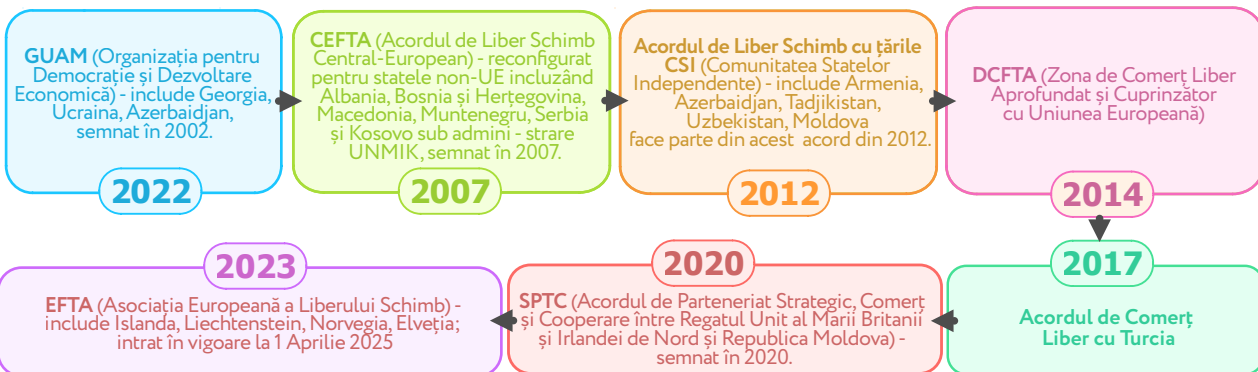 GUAM (Organizația pentru
Democrație și Dezvoltare
Economică) - include Georgia,
Ucraina, Azerbaidjan,
semnat în 2002.
2022
CEFTA (Acordul de Liber Schimb
Central-European) - reconfigurat
pentru statele non-UE incluzând
Albania, Bosnia și Herțegovina,
Macedonia, Muntenegru, Serbia
și Kosovo sub admini - strare
UNMIK, semnat în 2007.
2007
Acordul de Liber Schimb cu țările
CSI (Comunitatea Statelor
Independente) - include Armenia,
Azerbaidjan, Tadjikistan,
Uzbekistan, Moldova
face parte din acest acord din 2012.
2012
DCFTA (Zona de Comerț Liber
Aprofundat și Cuprinzător
cu Uniunea Europeană)
2014
2017
Acordul de Comerț
Liber cu Turcia
2020
SPTC (Acordul de Parteneriat Strategic, Comerț
și Cooperare între Regatul Unit al Marii Britanii
și Irlandei de Nord și Republica Moldova) -
semnat în 2020.
2023
EFTA (Asociația Europeană a Liberului Schimb) -
include Islanda, Liechtenstein, Norvegia, Elveția;
intrat în vigoare la 1 Aprilie 2025